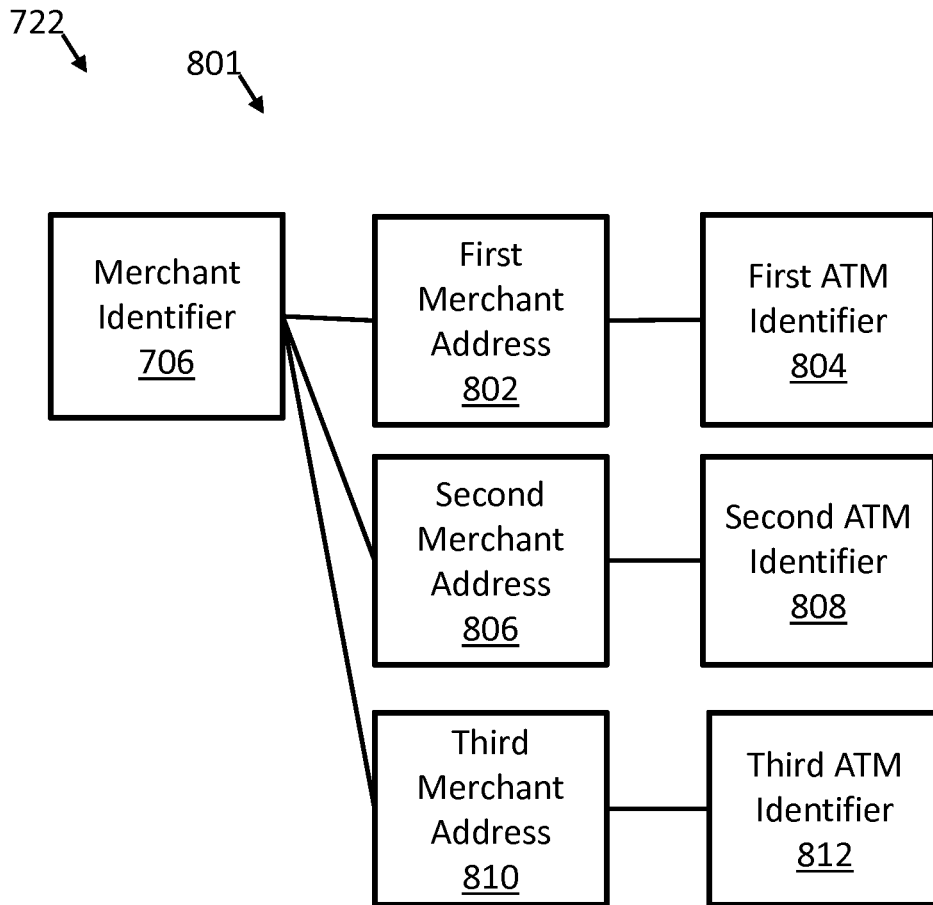 722
801
Merchant
Identifier
706
First
Merchant
Address
802
First ATM
Identifier
804
Second
Merchant
Address
806
Second ATM
Identifier
808
Third
Merchant
Address
810
Third ATM
Identifier
812